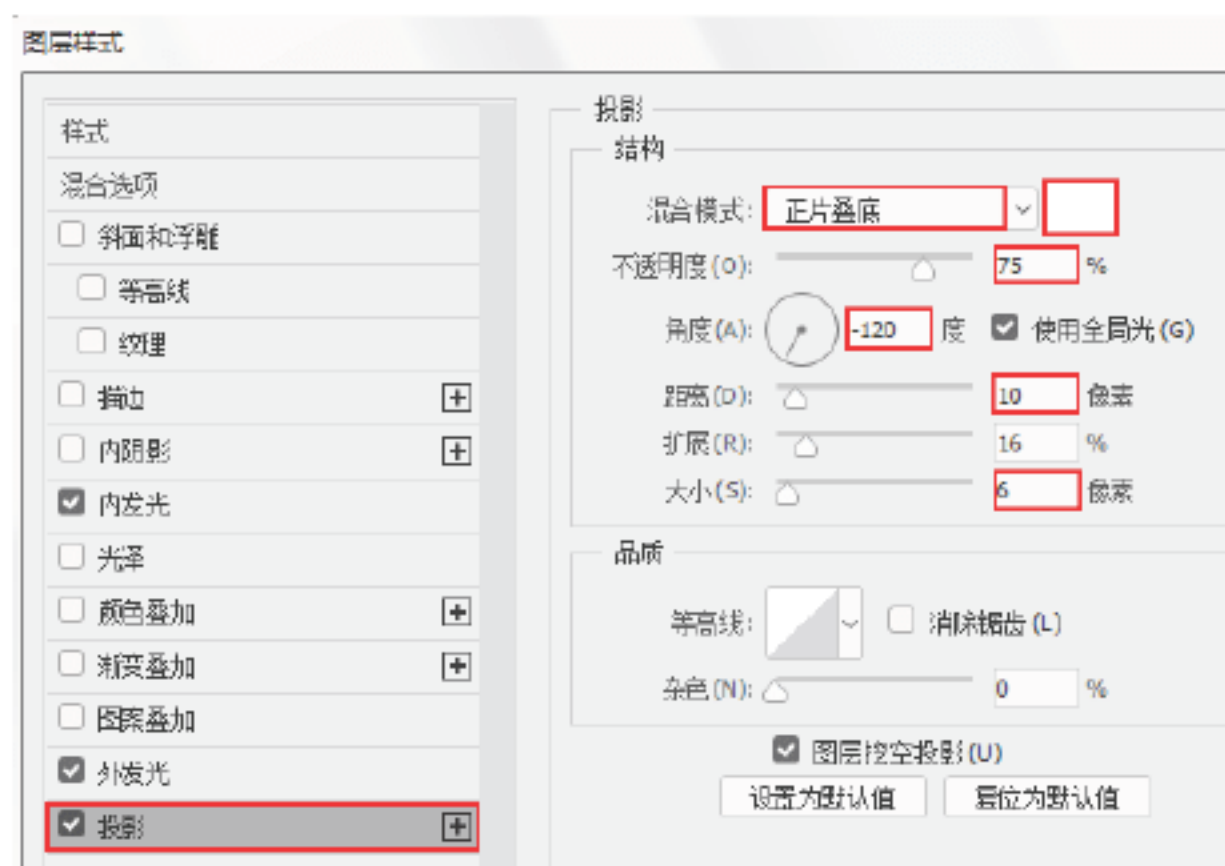 图层样式
样式
混合选项
斜面和浮雕
等高线
纹理
描边
内阴影
内发光
光泽
颜色叠加
渐变叠加
图案叠加
外发光
投影
投影
结构
混合模式: 正片叠底
不透明度(O): 75 %
角度(A): -120 度 使用全局光(G)
距离(D): 10 像素
扩展(R): 16 %
大小(S): 6 像素
品质
等高线: 消除锯齿(L)
杂色(N): 0 %
图层挖空投影(U)
设置为默认值 复位为默认值